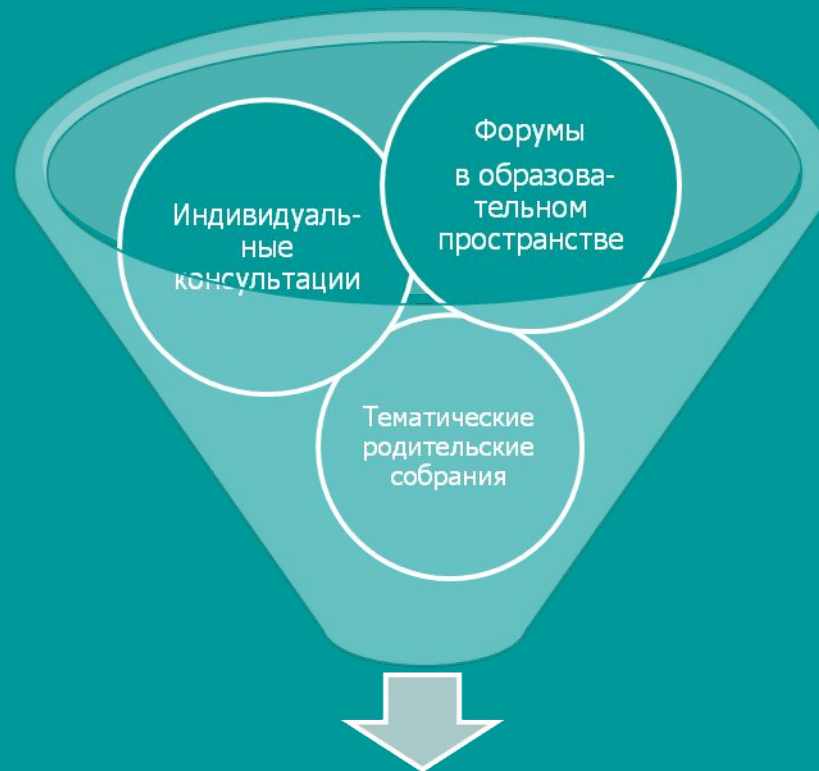 Форумы
в образова-
тельном
пространстве
Индивидуаль-
ные
консультации
Тематические
родительские
собрания